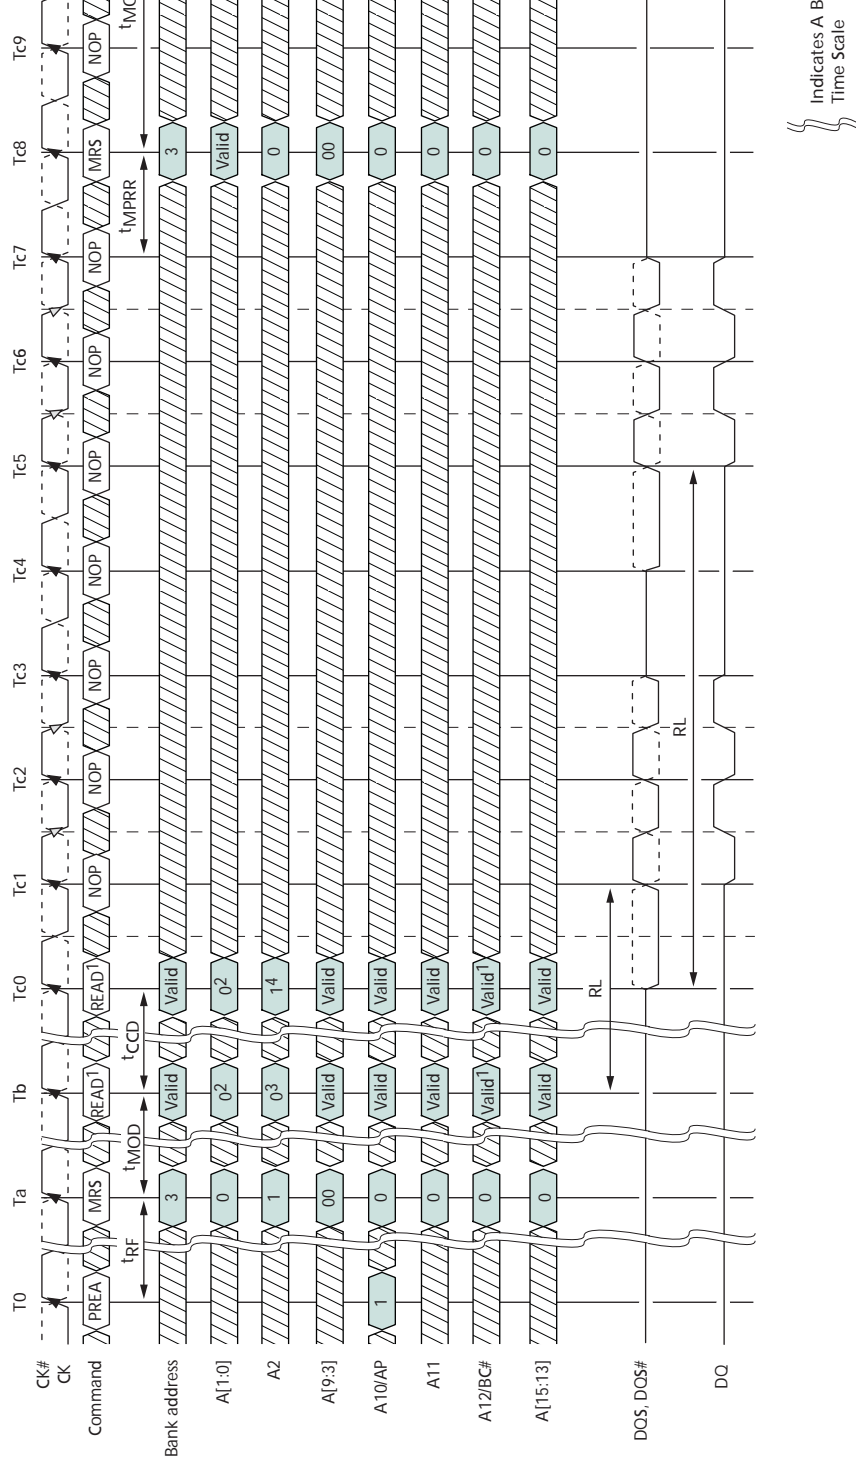 T0 Ta Tb Tc0 Tc1 Tc2 Tc3 Tc4 Tc5 Tc6 Tc7 Tc8 Tc9
CK#
CK
Command PREA MRS READ1 READ1 NOP NOP NOP NOP NOP NOP NOP MRS NOP
tRF tMOD tCCD tMPRR tMO
Bank address 3 Valid Valid 3
A[1:0] 0 02 02 Valid
A2 1 03 14 0
A[9:3] 00 Valid Valid 00
A10/AP 1 0 Valid Valid 0
A11 0 Valid Valid 0
A12/BC# 0 Valid1 Valid1 0
A[15:13] 0 Valid Valid 0
RL
DQS, DQS#
RL
DQ
Indicates A B
Time Scale